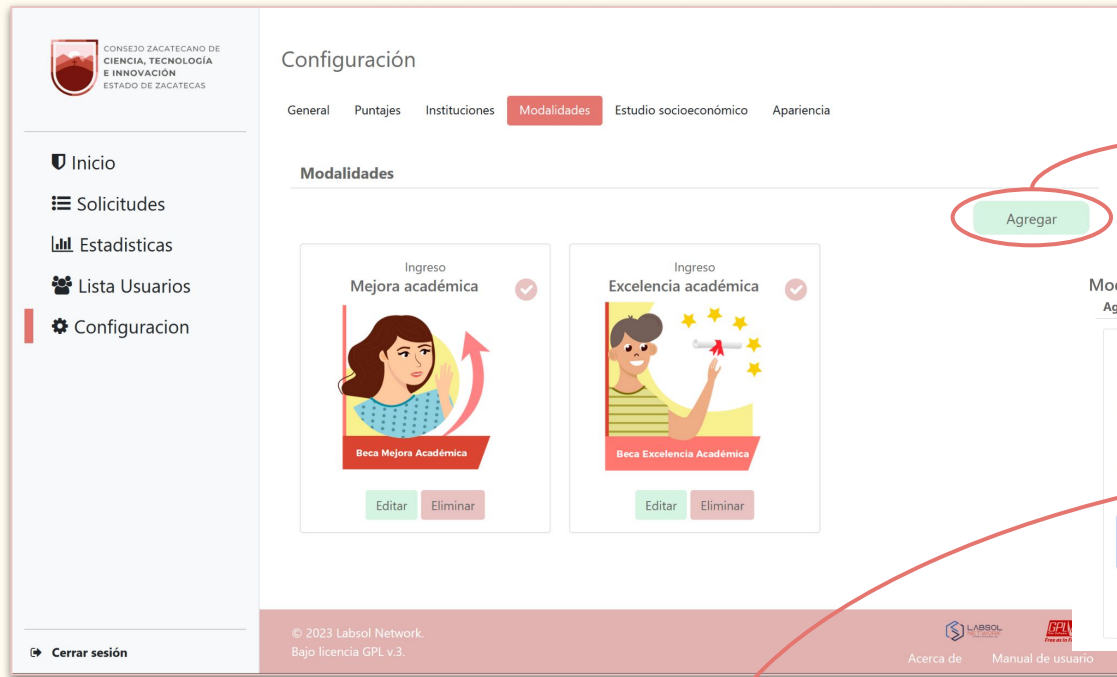 CONSEJO ZACATECANO DE
CIENCIA, TECNOLOGÍA
E INNOVACIÓN
ESTADO DE ZACATECAS
Inicio
Solicitudes
Estadisticas
Lista Usuarios
Configuracion
Cerrar sesión
Configuración
General Puntajes Instituciones Modalidades Estudio socioeconómico Apariencia
Modalidades
Agregar
Ingreso
Mejora académica
Beca Mejora Académica
Editar Eliminar
Ingreso
Excelencia académica
Beca Excelencia Académica
Editar Eliminar
© 2023 Labsol Network.
Bajo licencia GPL v.3.
LABSOL
NETWORK
Acerca de Manual de usuario